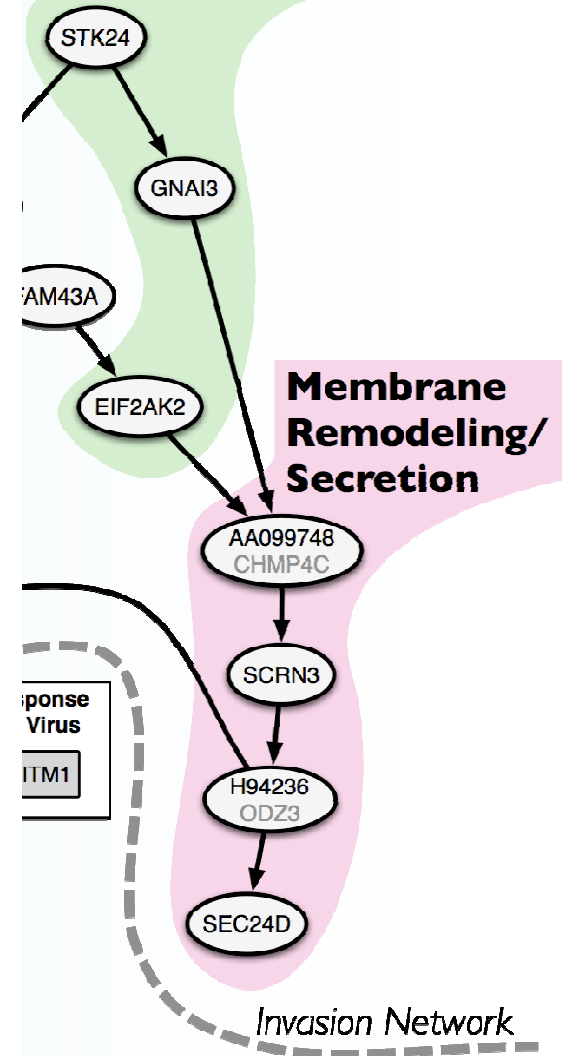 STK24
GNAI3
FAM43A
EIF2AK2
Membrane
Remodeling/
Secretion
AA099748
CHMP4C
SCRN3
sponse
Virus
ITM1
H94236
ODZ3
SEC24D
Invasion Network